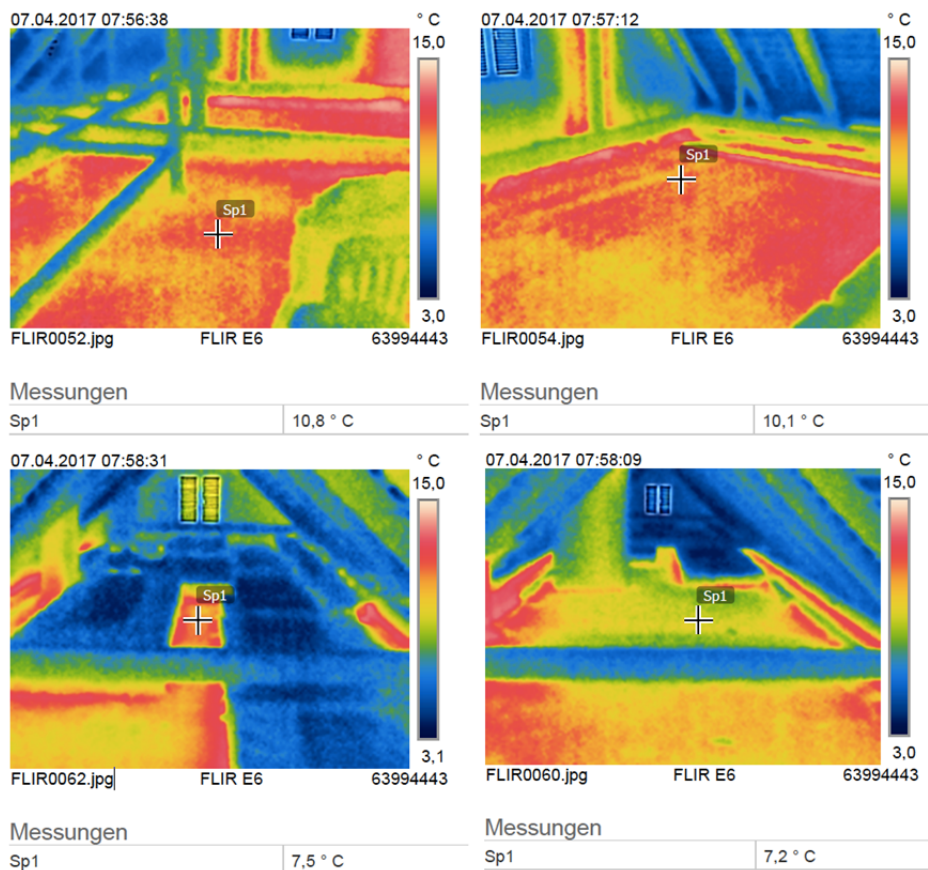 07.04.2017 07:56:38 ° C
15,0
Sp1
3,0
FLIR0052.jpg FLIR E6 63994443
Messungen
Sp1 10,8 ° C
07.04.2017 07:57:12 ° C
15,0
Sp1
3,0
FLIR0054.jpg FLIR E6 63994443
Messungen
Sp1 10,1 ° C
07.04.2017 07:58:31 ° C
15,0
Sp1
3,1
FLIR0062.jpg FLIR E6 63994443
Messungen
Sp1 7,5 ° C
07.04.2017 07:58:09 ° C
15,0
Sp1
3,0
FLIR0060.jpg FLIR E6 63994443
Messungen
Sp1 7,2 ° C